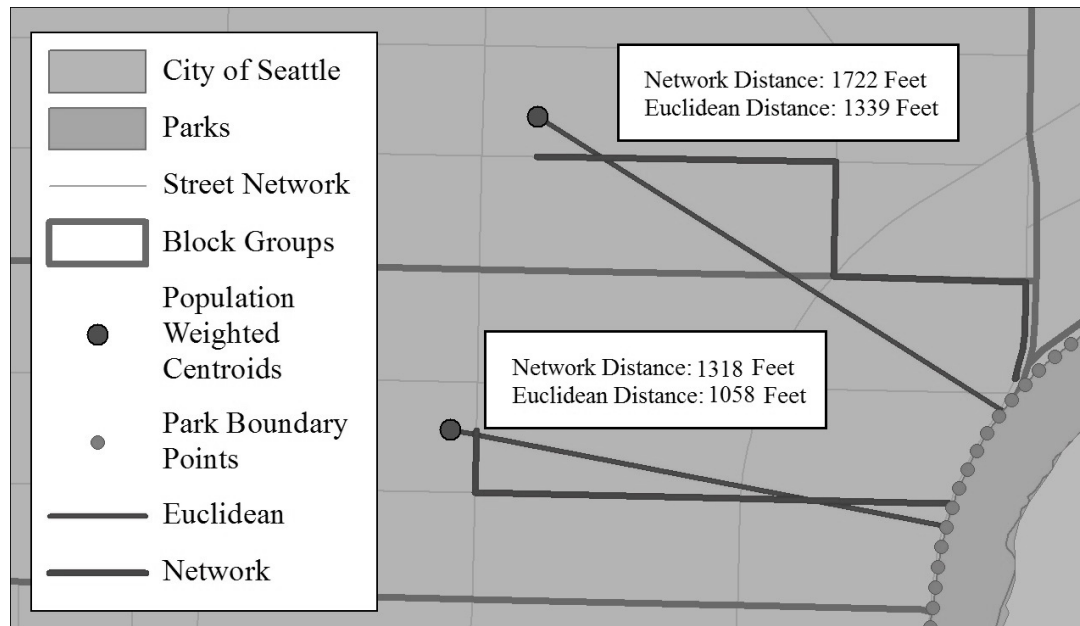 City of Seattle
Parks
Street Network
Block Groups
Population
Weighted
Centroids
Park Boundary
Points
Euclidean
Network
Network Distance: 1722 Feet
Euclidean Distance: 1339 Feet
Network Distance: 1318 Feet
Euclidean Distance: 1058 Feet